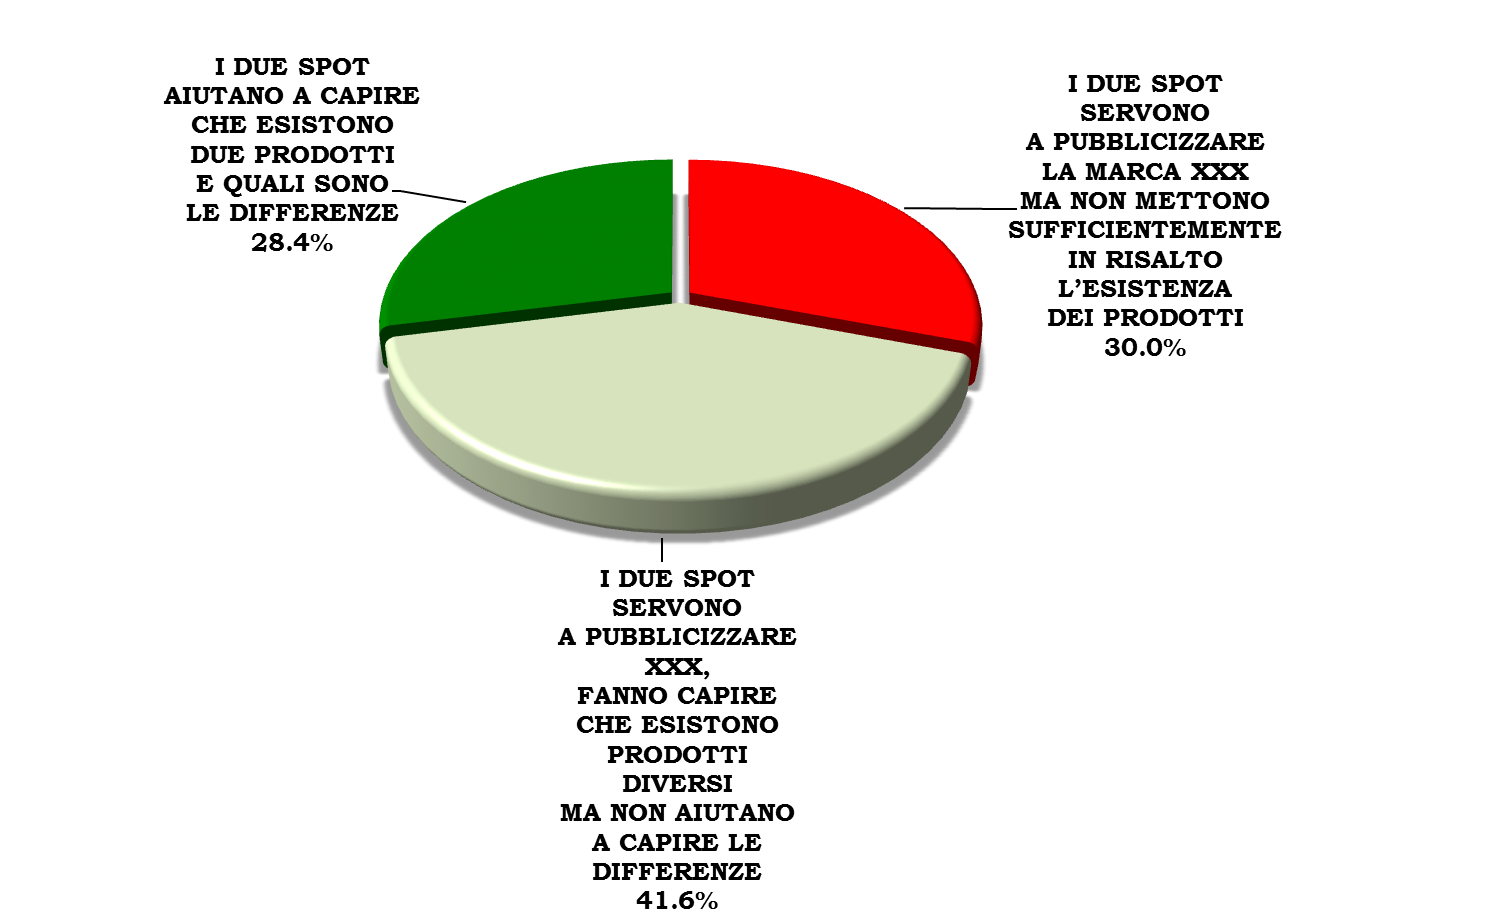 I DUE SPOT
AIUTANO A CAPIRE
CHE ESISTONO
DUE PRODOTTI
E QUALI SONO
LE DIFFERENZE
28.4%
I DUE SPOT
SERVONO
A PUBBLICIZZARE
LA MARCA XXX
MA NON METTONO
SUFFICIENTEMENTE
IN RISALTO
L'ESISTENZA
DEI PRODOTTI
30.0%
I DUE SPOT
SERVONO
A PUBBLICIZZARE
XXX,
FANNO CAPIRE
CHE ESISTONO
PRODOTTI
DIVERSI
MA NON AIUTANO
A CAPIRE LE
DIFFERENZE
41.6%